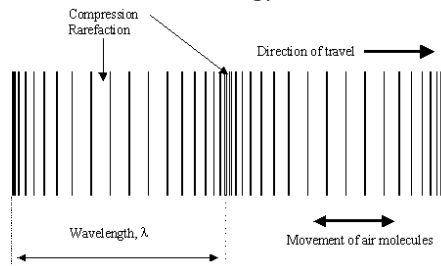 Compression
Rarefaction
Direction of travel
Wavelength, λ
Movement of air molecules